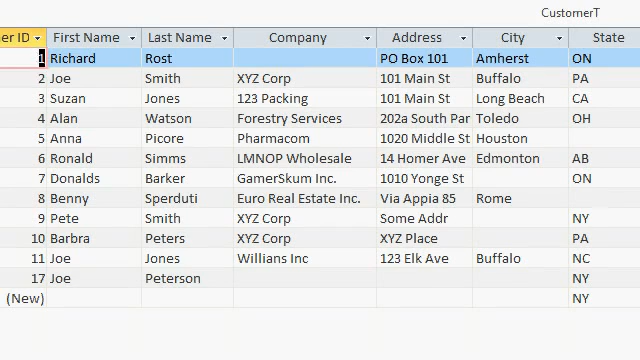 CustomerT
er ID First Name Last Name Company Address City State
1 Richard Rost PO Box 101 Amherst ON
2 Joe Smith XYZ Corp 101 Main St Buffalo PA
3 Suzan Jones 123 Packing 101 Main St Long Beach CA
4 Alan Watson Forestry Services 202a South Par Toledo OH
5 Anna Picore Pharmacom 1020 Middle St Houston
6 Ronald Simms LMNOP Wholesale 14 Homer Ave Edmonton AB
7 Donalds Barker GamerSkum Inc. 1010 Yonge St ON
8 Benny Sperduti Euro Real Estate Inc. Via Appia 85 Rome
9 Pete Smith XYZ Corp Some Addr NY
10 Barbra Peters XYZ Corp XYZ Place PA
11 Joe Jones Willians Inc 123 Elk Ave Buffalo NC
17 Joe Peterson NY
(New) NY